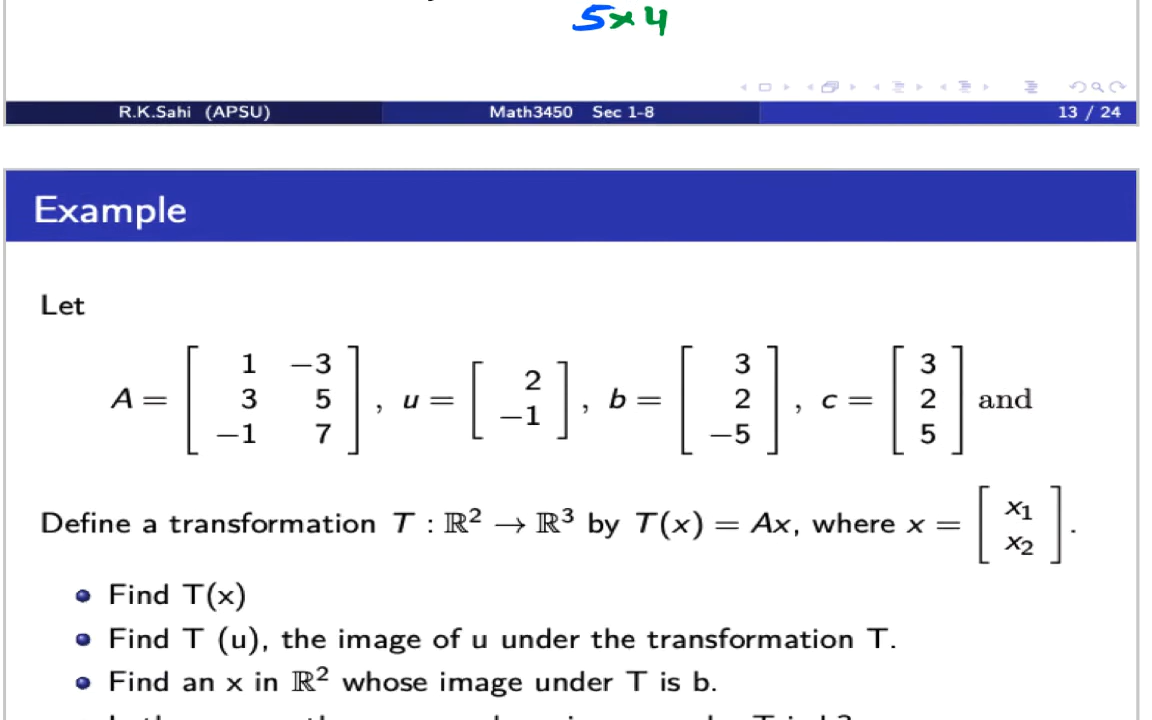 5×4
R.K.Sahi (APSU) Math3450 Sec 1-8 13 / 24
Example
Let
A = [ 1 −3 ; 3 5 ; −1 7 ] , u = [ 2 ; −1 ] , b = [ 3 ; 2 ; −5 ] , c = [ 3 ; 2 ; 5 ] and
Define a transformation T : ℝ² → ℝ³ by T(x) = Ax, where x = [ x₁ ; x₂ ] .
• Find T(x)
• Find T (u), the image of u under the transformation T.
• Find an x in ℝ² whose image under T is b.